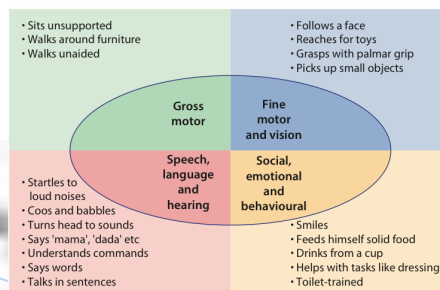 • Sits unsupported
• Walks around furniture
• Walks unaided
• Follows a face
• Reaches for toys
• Grasps with palmar grip
• Picks up small objects
Gross
motor
Fine
motor
and vision
Speech,
language
and
hearing
Social,
emotional
and
behavioural
• Startles to
loud noises
• Coos and babbles
• Turns head to sounds
• Says 'mama', 'dada' etc
• Understands commands
• Says words
• Talks in sentences
• Smiles
• Feeds himself solid food
• Drinks from a cup
• Helps with tasks like dressing
• Toilet-trained